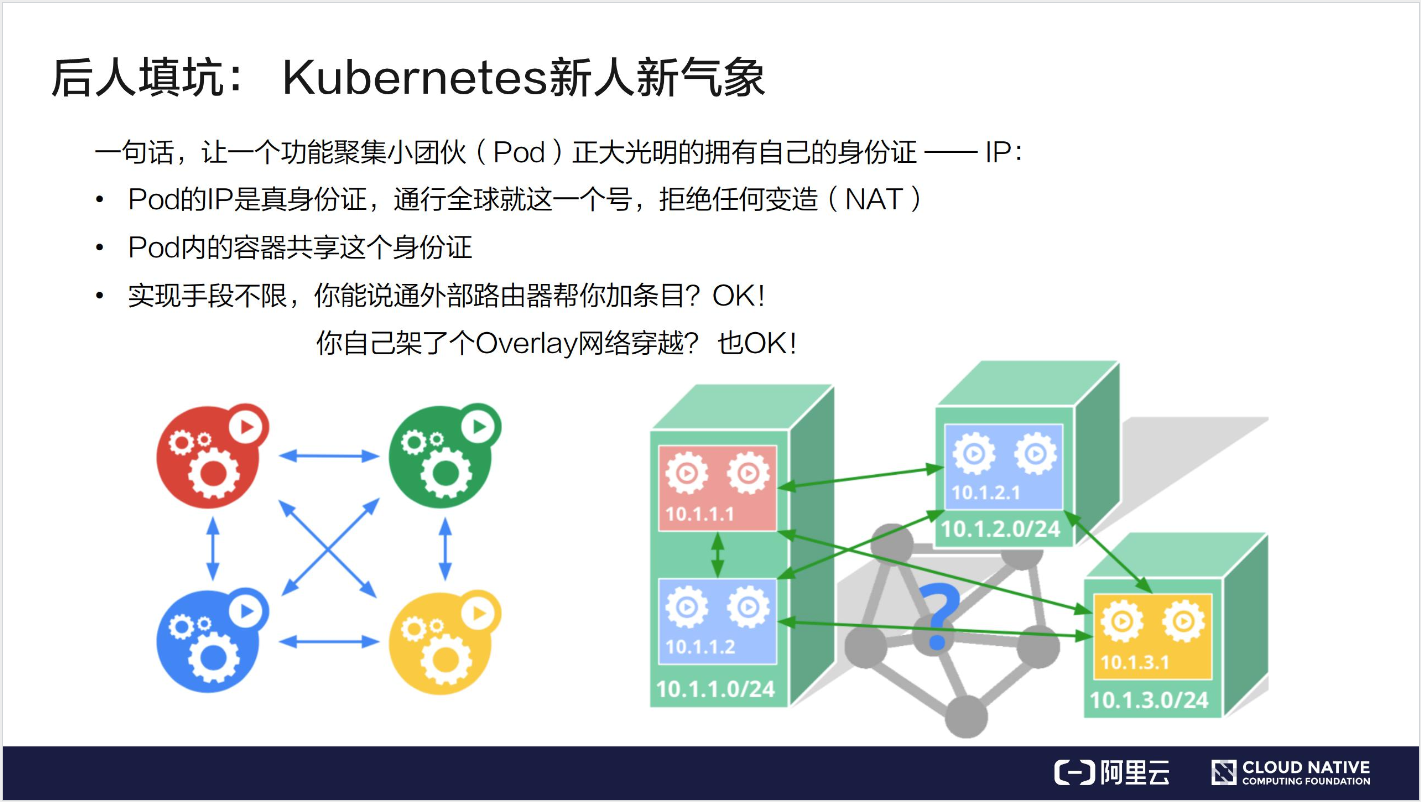 后人填坑： Kubernetes新人新气象
一句话，让一个功能聚集小团伙（Pod）正大光明的拥有自己的身份证 —— IP：
• Pod的IP是真身份证，通行全球就这一个号，拒绝任何变造（NAT）
• Pod内的容器共享这个身份证
• 实现手段不限，你能说通外部路由器帮你加条目？OK！
你自己架了个Overlay网络穿越？ 也OK！
10.1.1.1
10.1.1.2
10.1.1.0/24
10.1.2.1
10.1.2.0/24
?
10.1.3.1
10.1.3.0/24
阿里云
CLOUD NATIVE
COMPUTING FOUNDATION